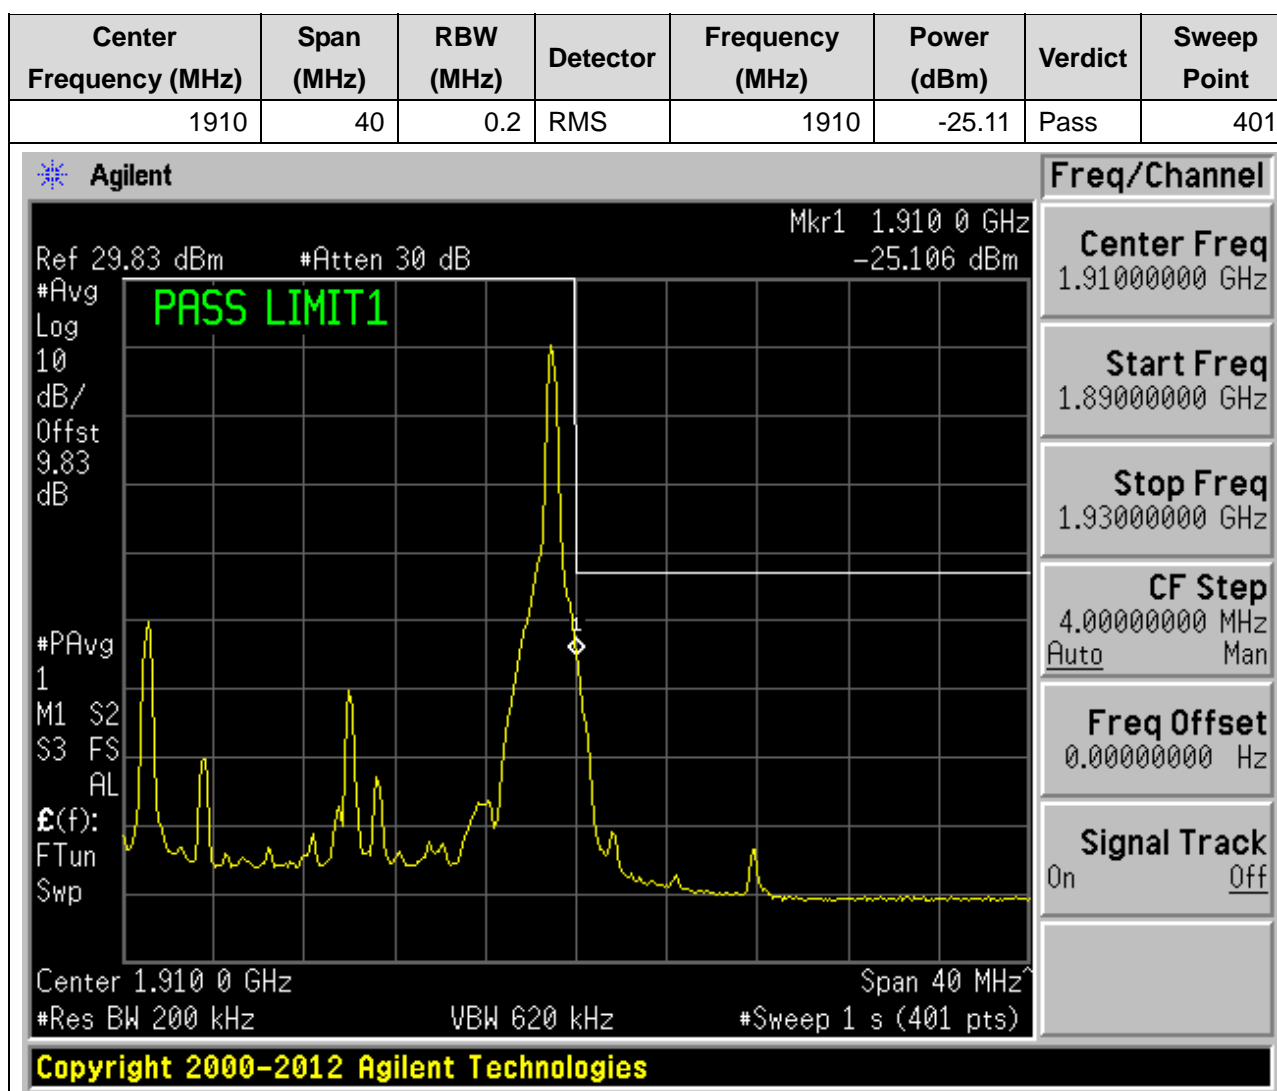 Center Frequency (MHz) Span (MHz) RBW (MHz) Detector Frequency (MHz) Power (dBm) Verdict Sweep Point
1910 40 0.2 RMS 1910 -25.11 Pass 401
Agilent
Freq/Channel
Mkr1 1.910 0 GHz
Ref 29.83 dBm #Atten 30 dB -25.106 dBm
#Avg
Log
10
dB/
Offst
9.83
dB
PASS LIMIT1
1
#PAvg
1
M1 S2
S3 FS
AL
£(f):
FTun
Swp
Center 1.910 0 GHz Span 40 MHz^
#Res BW 200 kHz VBW 620 kHz #Sweep 1 s (401 pts)
Center Freq
1.91000000 GHz
Start Freq
1.89000000 GHz
Stop Freq
1.93000000 GHz
CF Step
4.00000000 MHz
Auto Man
Freq Offset
0.00000000 Hz
Signal Track
On Off
Copyright 2000-2012 Agilent Technologies